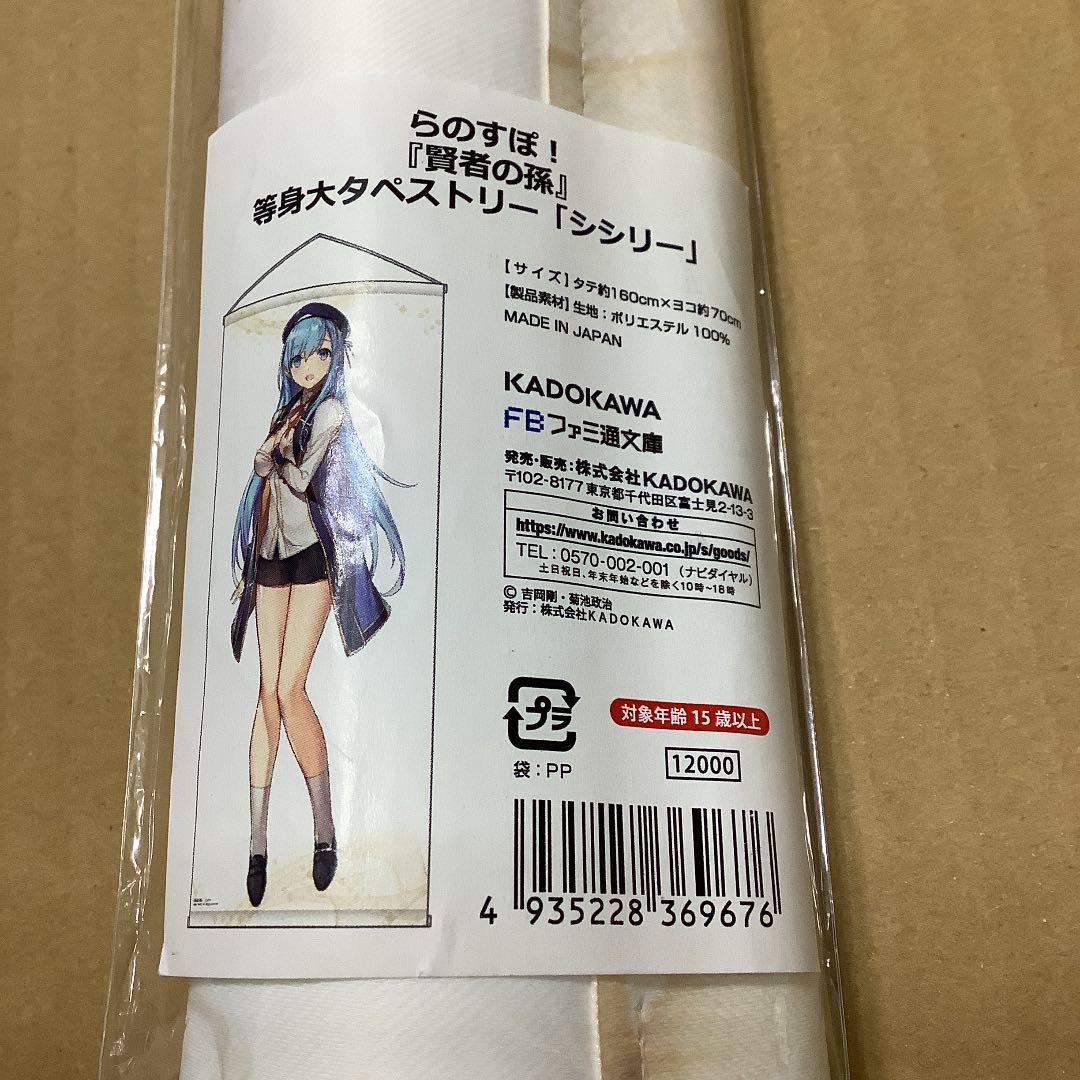 らのすぽ！
『賢者の孫』
等身大タペストリー「シシリー」
【サイズ】タテ約160cm×ヨコ約70cm
【製品素材】生地：ポリエステル 100％
MADE IN JAPAN
KADOKAWA
FBファミ通文庫
発売・販売：株式会社KADOKAWA
〒102-8177 東京都千代田区富士見2-13-3
お問い合わせ
https://www.kadokawa.co.jp/s/goods/
TEL：0570-002-001（ナビダイヤル）
土日祝日、年末年始などを除く10時～18時
© 吉岡剛・菊池政治
発行：株式会社KADOKAWA
プラ
対象年齢 15 歳以上
袋：PP
12000
4 935228 369676